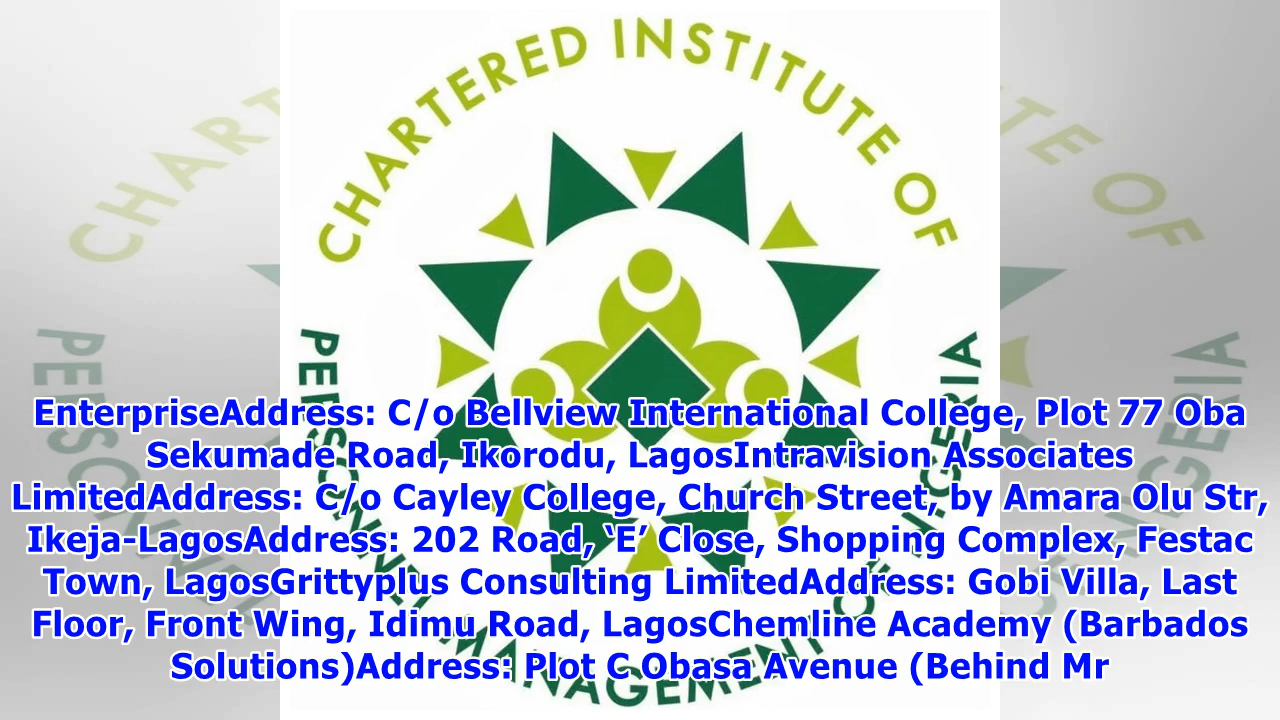 CHARTERED INSTITUTE OF
PERSONNEL MANAGEMENT OF NIGERIA
EnterpriseAddress: C/o Bellview International College, Plot 77 Oba
Sekumade Road, Ikorodu, LagosIntravision Associates
LimitedAddress: C/o Cayley College, Church Street, by Amara Olu Str,
Ikeja-LagosAddress: 202 Road, ‘E’ Close, Shopping Complex, Festac
Town, LagosGrittyplus Consulting LimitedAddress: Gobi Villa, Last
Floor, Front Wing, Idimu Road, LagosChemline Academy (Barbados
Solutions)Address: Plot C Obasa Avenue (Behind Mr